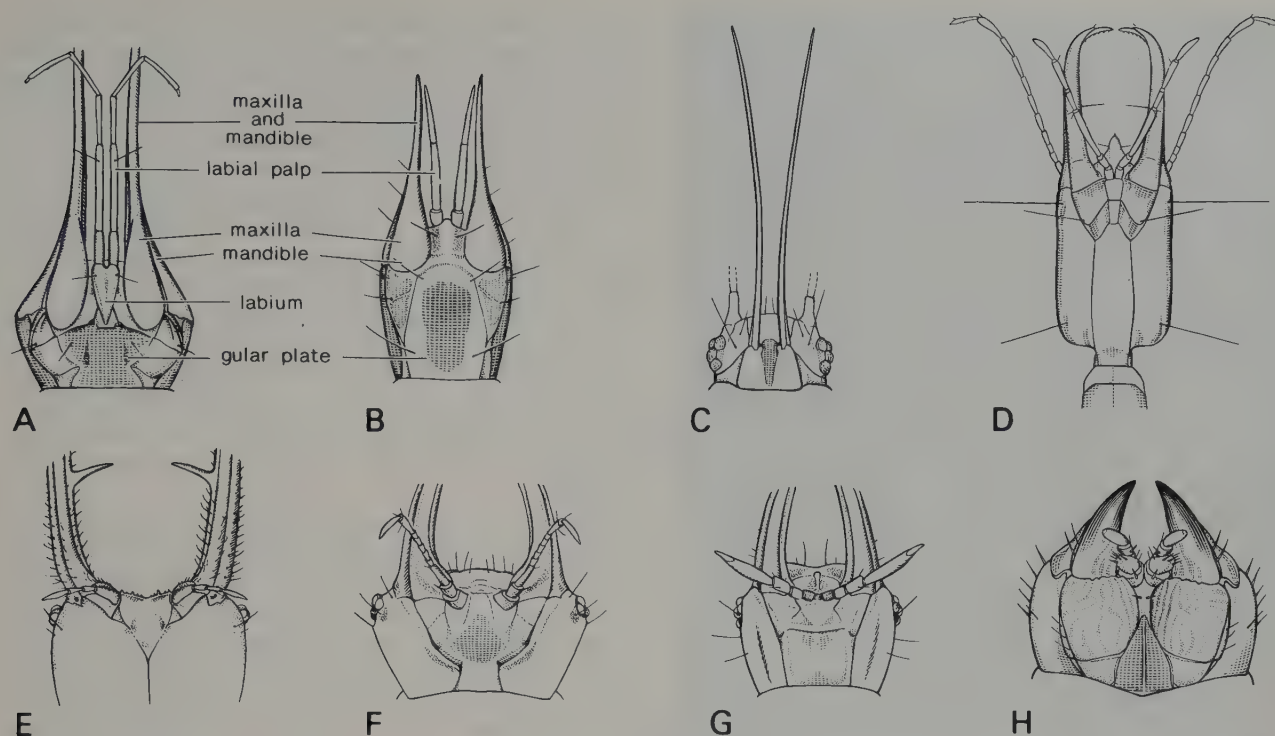 maxilla
and
mandible
labial palp
maxilla
mandible
labium
gular plate
A
B
C
D
E
F
G
H